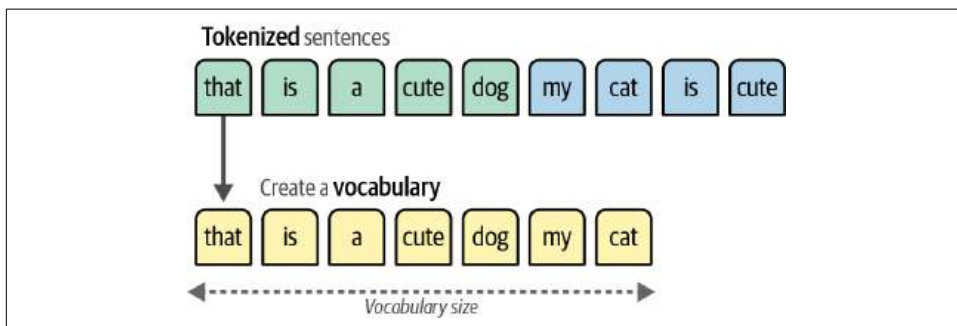 Tokenized sentences
that is a cute dog my cat is cute
Create a vocabulary
that is a cute dog my cat
Vocabulary size